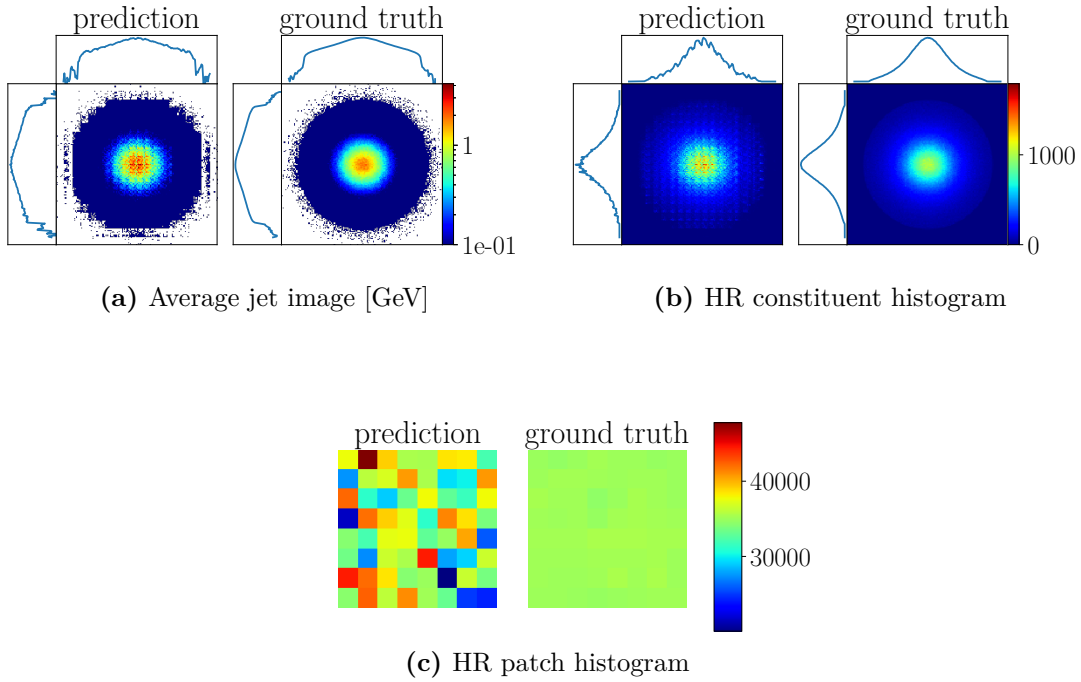 prediction
ground truth
1
1e-01
(a) Average jet image [GeV]
prediction
ground truth
1000
0
(b) HR constituent histogram
prediction
ground truth
40000
30000
(c) HR patch histogram